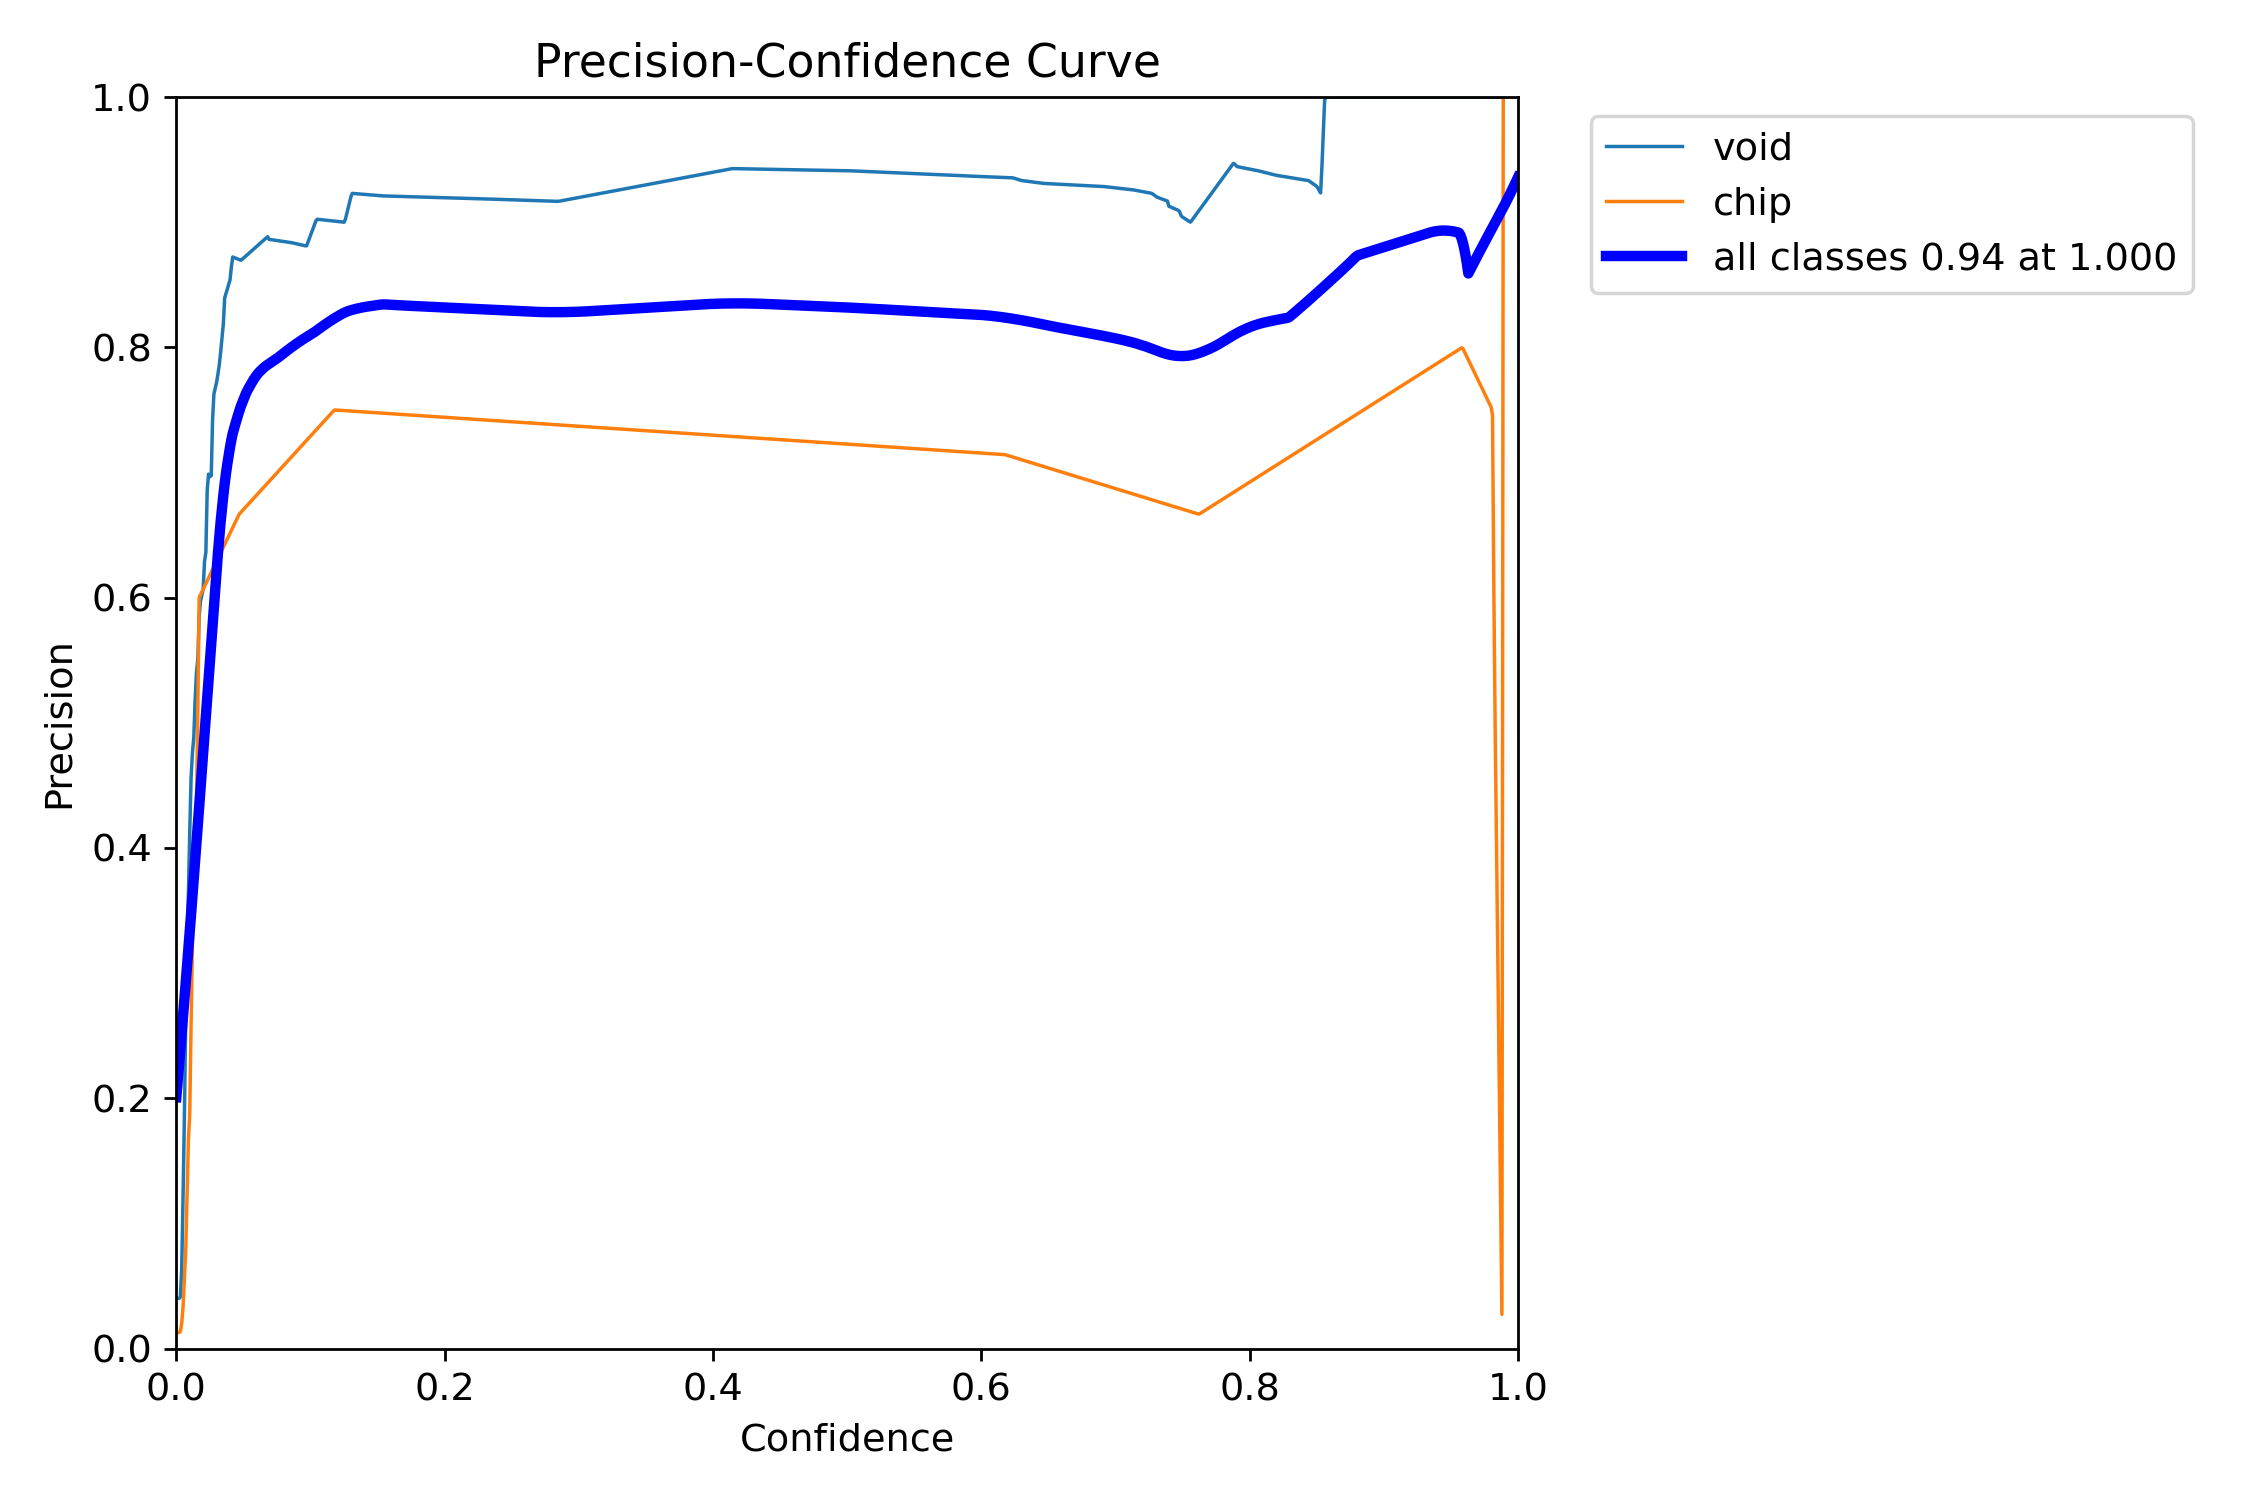 Precision-Confidence Curve
1.0
0.8
0.6
0.4
0.2
0.0
Precision
0.0 0.2 0.4 0.6 0.8 1.0
Confidence
void
chip
all classes 0.94 at 1.000